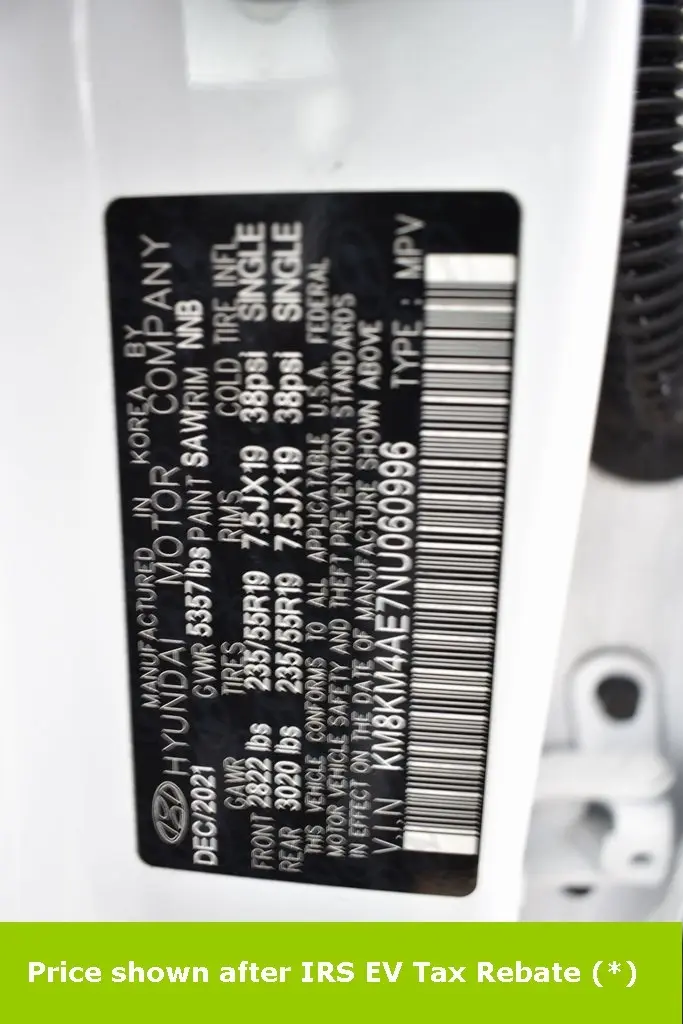 MANUFACTURED IN KOREA BY
HYUNDAI MOTOR COMPANY
DEC/2021 GVWR 5357lbs PAINT SAW RIM NNB
GAWR TIRES RIMS COLD TIRE INFL
FRONT 2822 lbs 235/55R19 7,5JX19 38psi SINGLE
REAR 3020 lbs 235/55R19 7,5JX19 38psi SINGLE
THIS VEHICLE CONFORMS TO ALL APPLICATABLE U.S.A. FEDERAL
MOTOR VEHICLE SAFETY AND THEFT PREVENTION STANDARDS
IN EFFECT ON THE DATE OF MANUFACTURE SHOWN ABOVE
V.I.N KM8KM4AE7NU060996 TYPE : MPV
Price shown after IRS EV Tax Rebate (*)